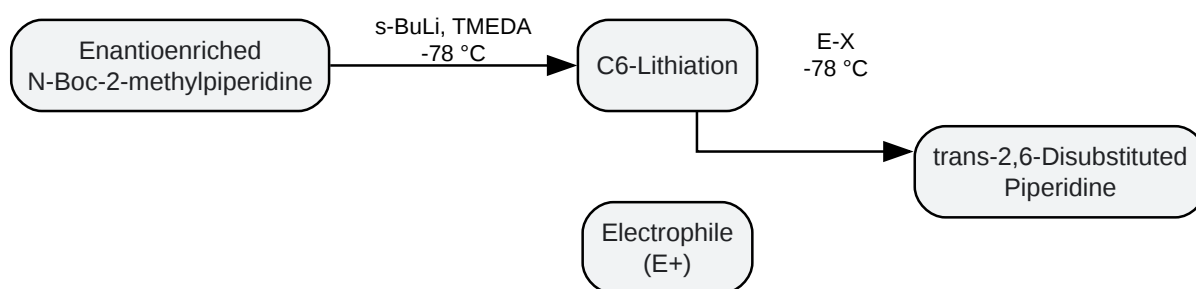 Enantioenriched
N-Boc-2-methylpiperidine
s-BuLi, TMEDA
-78 °C
C6-Lithiation
E-X
-78 °C
trans-2,6-Disubstituted
Piperidine
Electrophile
(E+)